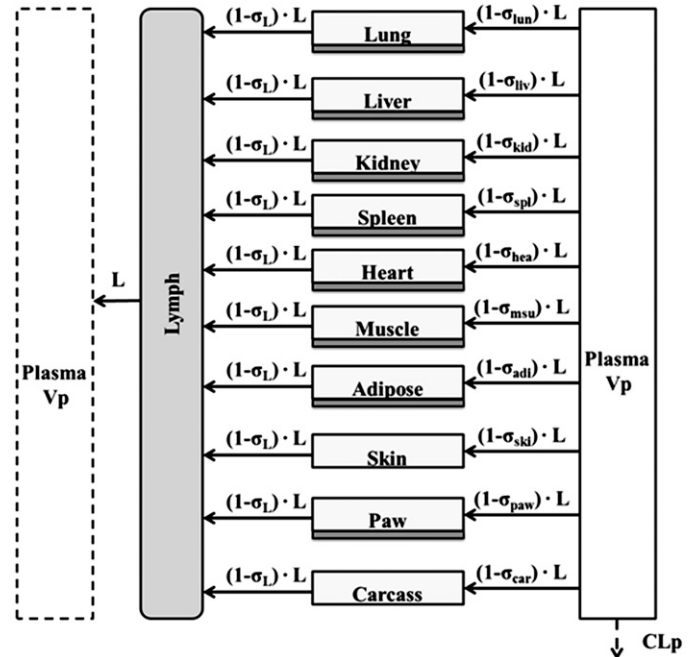 (1-σL) · L Lung (1-σlun) · L
(1-σL) · L Liver (1-σliv) · L
(1-σL) · L Kidney (1-σkid) · L
(1-σL) · L Spleen (1-σspl) · L
(1-σL) · L Heart (1-σhea) · L
L
Lymph
(1-σL) · L Muscle (1-σmsu) · L
Plasma
Vp
(1-σL) · L Adipose (1-σadi) · L
Plasma
Vp
(1-σL) · L Skin (1-σski) · L
(1-σL) · L Paw (1-σpaw) · L
(1-σL) · L Carcass (1-σcar) · L
CLp